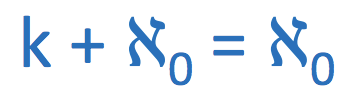 k + ℵ₀ = ℵ₀